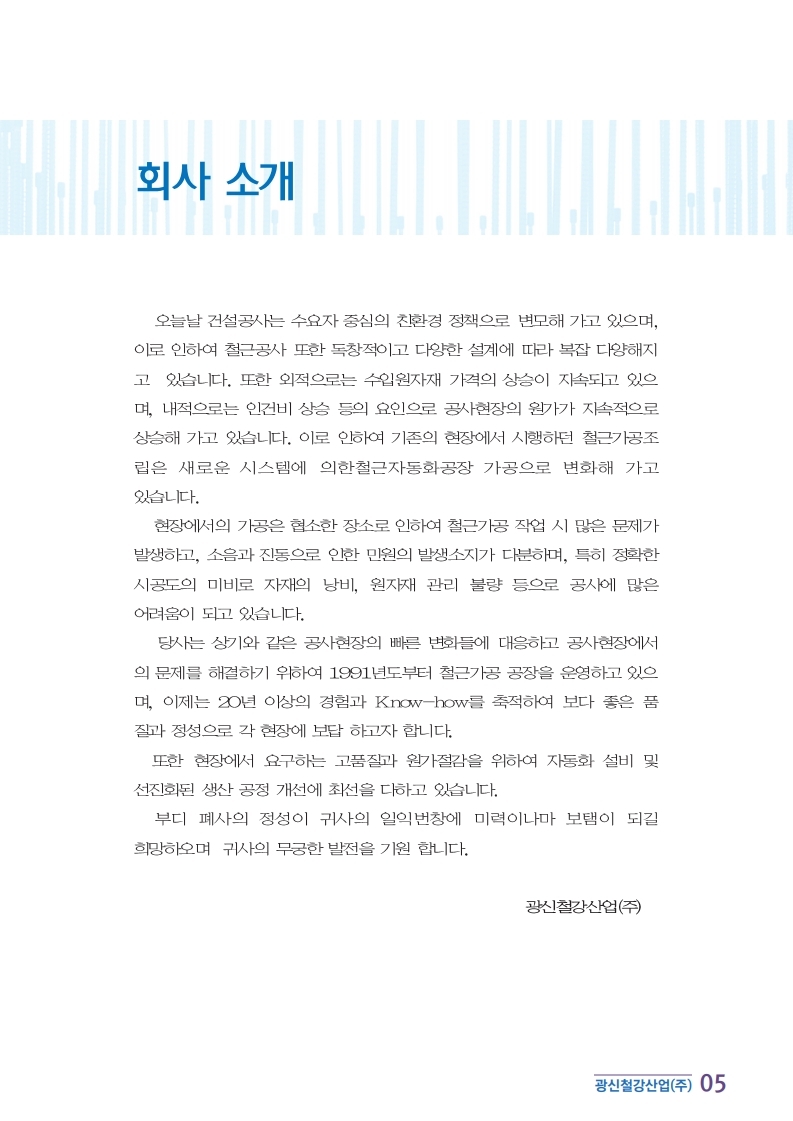 회사 소개
오늘날 건설공사는 수요자 중심의 친환경 정책으로 변모해 가고 있으며,
이로 인하여 철근공사 또한 독창적이고 다양한 설계에 따라 복잡 다양해지
고 있습니다. 또한 외적으로는 수입원자재 가격의 상승이 지속되고 있으
며, 내적으로는 인건비 상승 등의 요인으로 공사현장의 원가가 지속적으로
상승해 가고 있습니다. 이로 인하여 기존의 현장에서 시행하던 철근가공조
립은 새로운 시스템에 의한철근자동화공장 가공으로 변화해 가고
있습니다.
현장에서의 가공은 협소한 장소로 인하여 철근가공 작업 시 많은 문제가
발생하고, 소음과 진동으로 인한 민원의 발생소지가 다분하며, 특히 정확한
시공도의 미비로 자재의 낭비, 원자재 관리 불량 등으로 공사에 많은
어려움이 되고 있습니다.
당사는 상기와 같은 공사현장의 빠른 변화들에 대응하고 공사현장에서
의 문제를 해결하기 위하여 1991년도부터 철근가공 공장을 운영하고 있으
며, 이제는 20년 이상의 경험과 Know-how를 축적하여 보다 좋은 품
질과 정성으로 각 현장에 보답 하고자 합니다.
또한 현장에서 요구하는 고품질과 원가절감을 위하여 자동화 설비 및
선진화된 생산 공정 개선에 최선을 다하고 있습니다.
부디 폐사의 정성이 귀사의 일익번창에 미력이나마 보탬이 되길
희망하오며 귀사의 무궁한 발전을 기원 합니다.
광신철강산업(주)
광신철강산업(주) 05